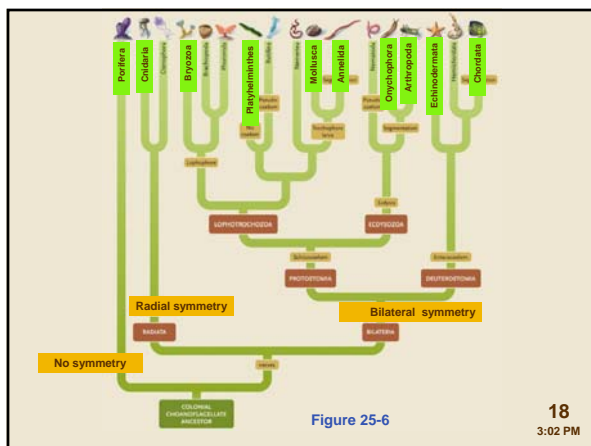 Porifera
Cnidaria
Ctenophora
Bryozoa
Brachiopoda
Phoronida
Platyhelminthes
Rotifera
Nemertea
Mollusca
Annelida
Nematoda
Onychophora
Arthropoda
Echinodermata
Hemichordata
Chordata
Pseudo
coelom
Pseudo
coelom
No
coelom
Trochophore
larva
Segmentation
Lophophore
Ecdysis
LOPHOTROCHOZOA
ECDYSOZOA
Schizocoelom
Enterocoelom
PROTOSTOMIA
DEUTEROSTOMIA
Radial symmetry
Bilateral symmetry
RADIATA
BILATERIA
No symmetry
COLONIAL
CHOANOFLAGELLATE
ANCESTOR
Figure 25-6
18
3:02 PM